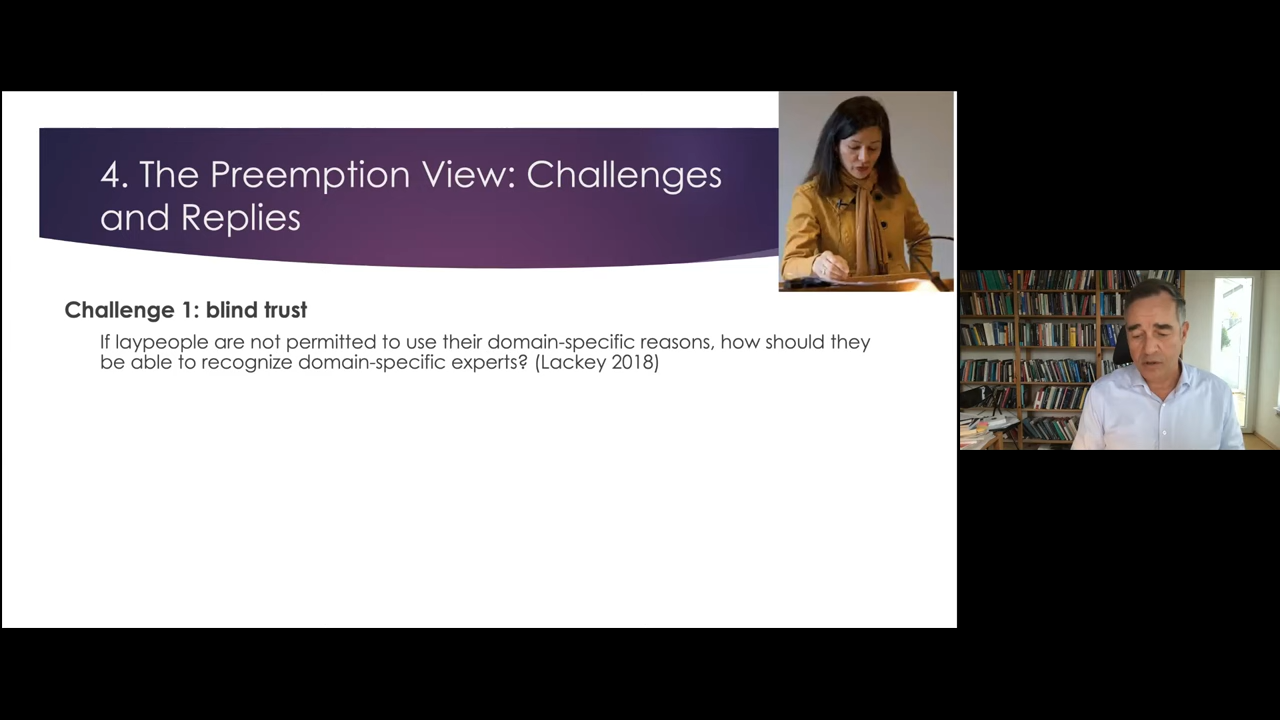 4. The Preemption View: Challenges
and Replies
Challenge 1: blind trust
If laypeople are not permitted to use their domain-specific reasons, how should they
be able to recognize domain-specific experts? (Lackey 2018)